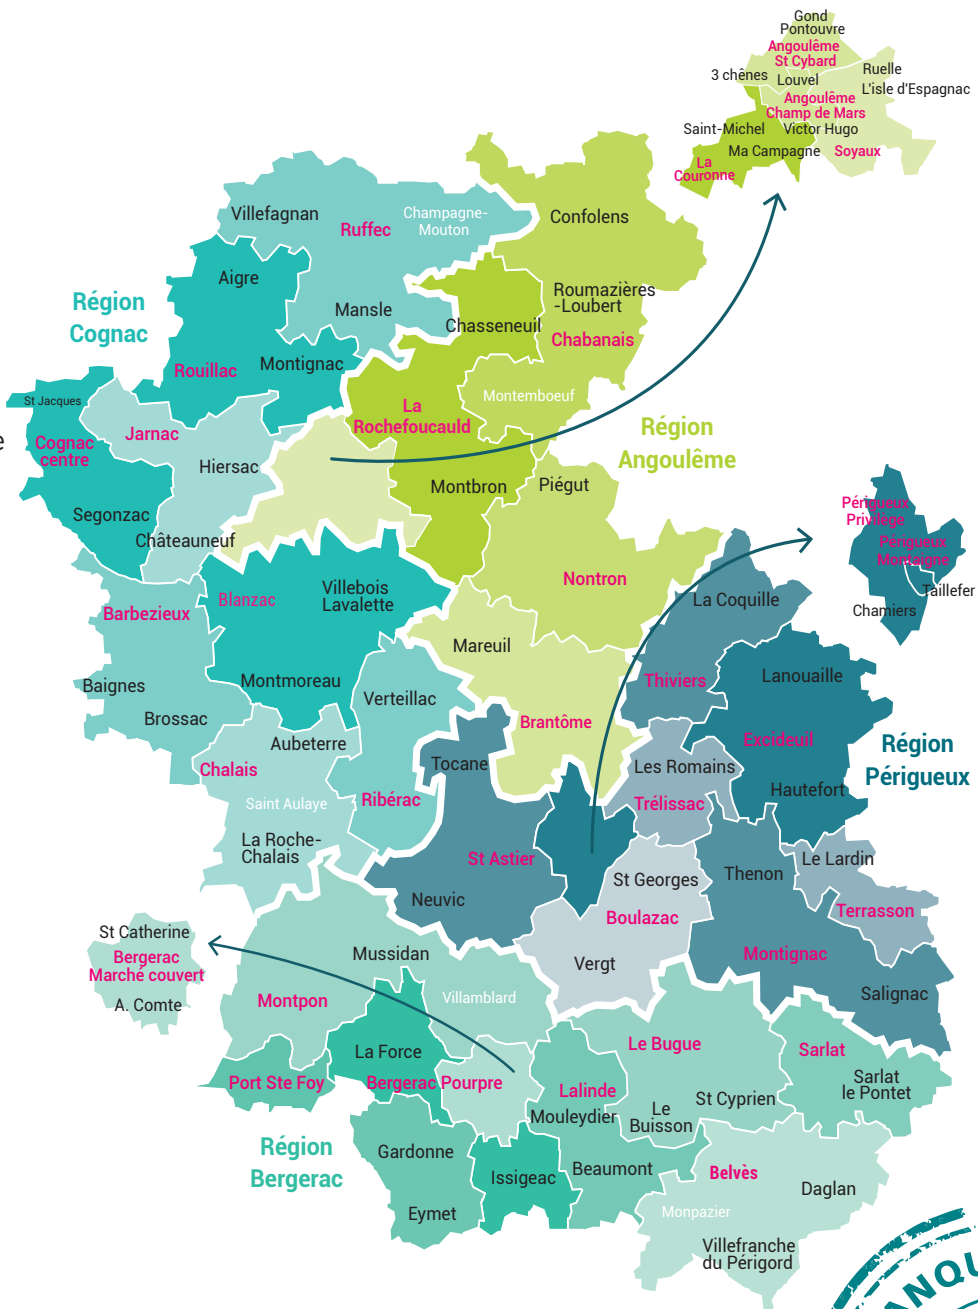 Gond
Pontouvre
Angoulême
St Cybard
3 chênes
Louvel
Ruelle
L'isle d'Espagnac
Angoulême
Champ de Mars
Saint-Michel
Victor Hugo
Ma Campagne
Soyaux
La
Couronne
Villefagnan
Ruffec
Champagne-
Mouton
Confolens
Aigre
Région
Cognac
Mansle
Roumazières
-Loubert
Chasseneuil
Chabanais
Rouillac
Montignac
St Jacques
Montemboeuf
La
Rochefoucauld
Jarnac
Cognac
centre
e
Région
Angoulême
Hiersac
Montbron
Piégut
Segonzac
Châteauneuf
Périgueux
Privilège
Périgueux
Montaigne
Taillefer
Chamiers
Nontron
Blanzac
Villebois
Lavalette
La Coquille
Barbezieux
Mareuil
Baignes
Montmoreau
Verteillac
Thiviers
Lanouaille
Brossac
Brantôme
Excideuil
Région
Périgueux
Aubeterre
Chalais
Tocane
Les Romains
Hautefort
Saint Aulaye
Ribérac
Trélissac
La Roche-
Chalais
St Astier
Le Lardin
Thenon
St Georges
Neuvic
Boulazac
Terrasson
St Catherine
Bergerac
Marché couvert
A. Comte
Mussidan
Vergt
Montignac
Montpon
Villamblard
Salignac
La Force
Le Bugue
Sarlat
Port Ste Foy
Bergerac Pourpre
Lalinde
Sarlat
le Pontet
Mouleydier
Le
Buisson
St Cyprien
Région
Bergerac
Gardonne
Issigeac
Beaumont
Belvès
Daglan
Eymet
Monpazier
Villefranche
du Périgord